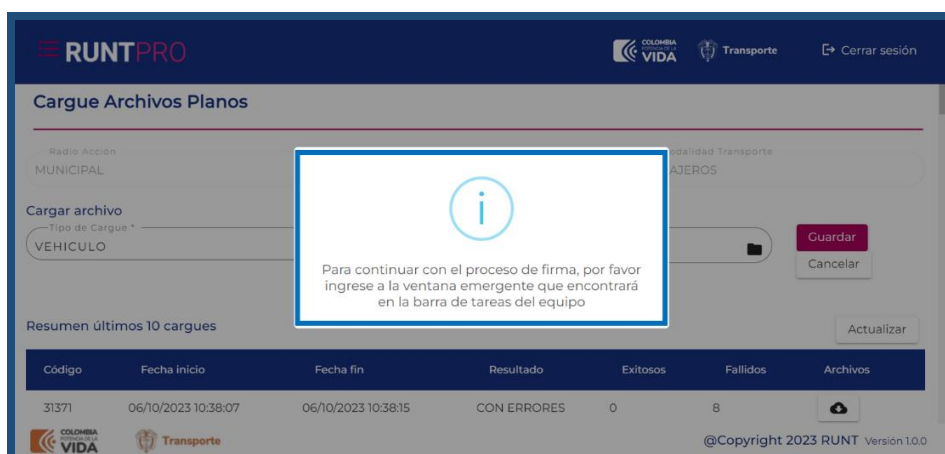 RUNTPRO
COLOMBIA
POTENCIA DE LA
VIDA
Transporte
Cerrar sesión
Cargue Archivos Planos
Radio Acción
MUNICIPAL
odalidad Transporte
AJEROS
Cargar archivo
Tipo de Cargue *
VEHICULO
Guardar
Cancelar
Para continuar con el proceso de firma, por favor
ingrese a la ventana emergente que encontrará
en la barra de tareas del equipo
Resumen últimos 10 cargues
Actualizar
Código Fecha inicio Fecha fin Resultado Exitosos Fallidos Archivos
31371 06/10/2023 10:38:07 06/10/2023 10:38:15 CON ERRORES 0 8
COLOMBIA
POTENCIA DE LA
VIDA
Transporte
@Copyright 2023 RUNT Versión 1.0.0